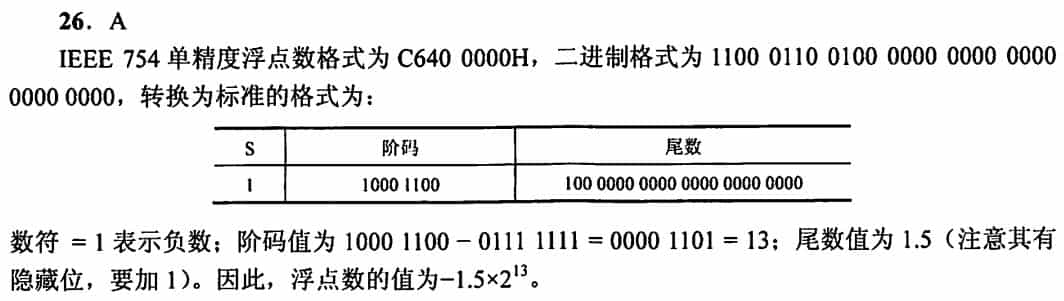 26．A
IEEE 754 单精度浮点数格式为 C640 0000H，二进制格式为 1100 0110 0100 0000 0000 0000
0000 0000，转换为标准的格式为：
S 阶码 尾数
1 1000 1100 100 0000 0000 0000 0000 0000
数符 = 1 表示负数；阶码值为 1000 1100 − 0111 1111 = 0000 1101 = 13；尾数值为 1.5（注意其有
隐藏位，要加 1）。因此，浮点数的值为−1.5×2¹³。